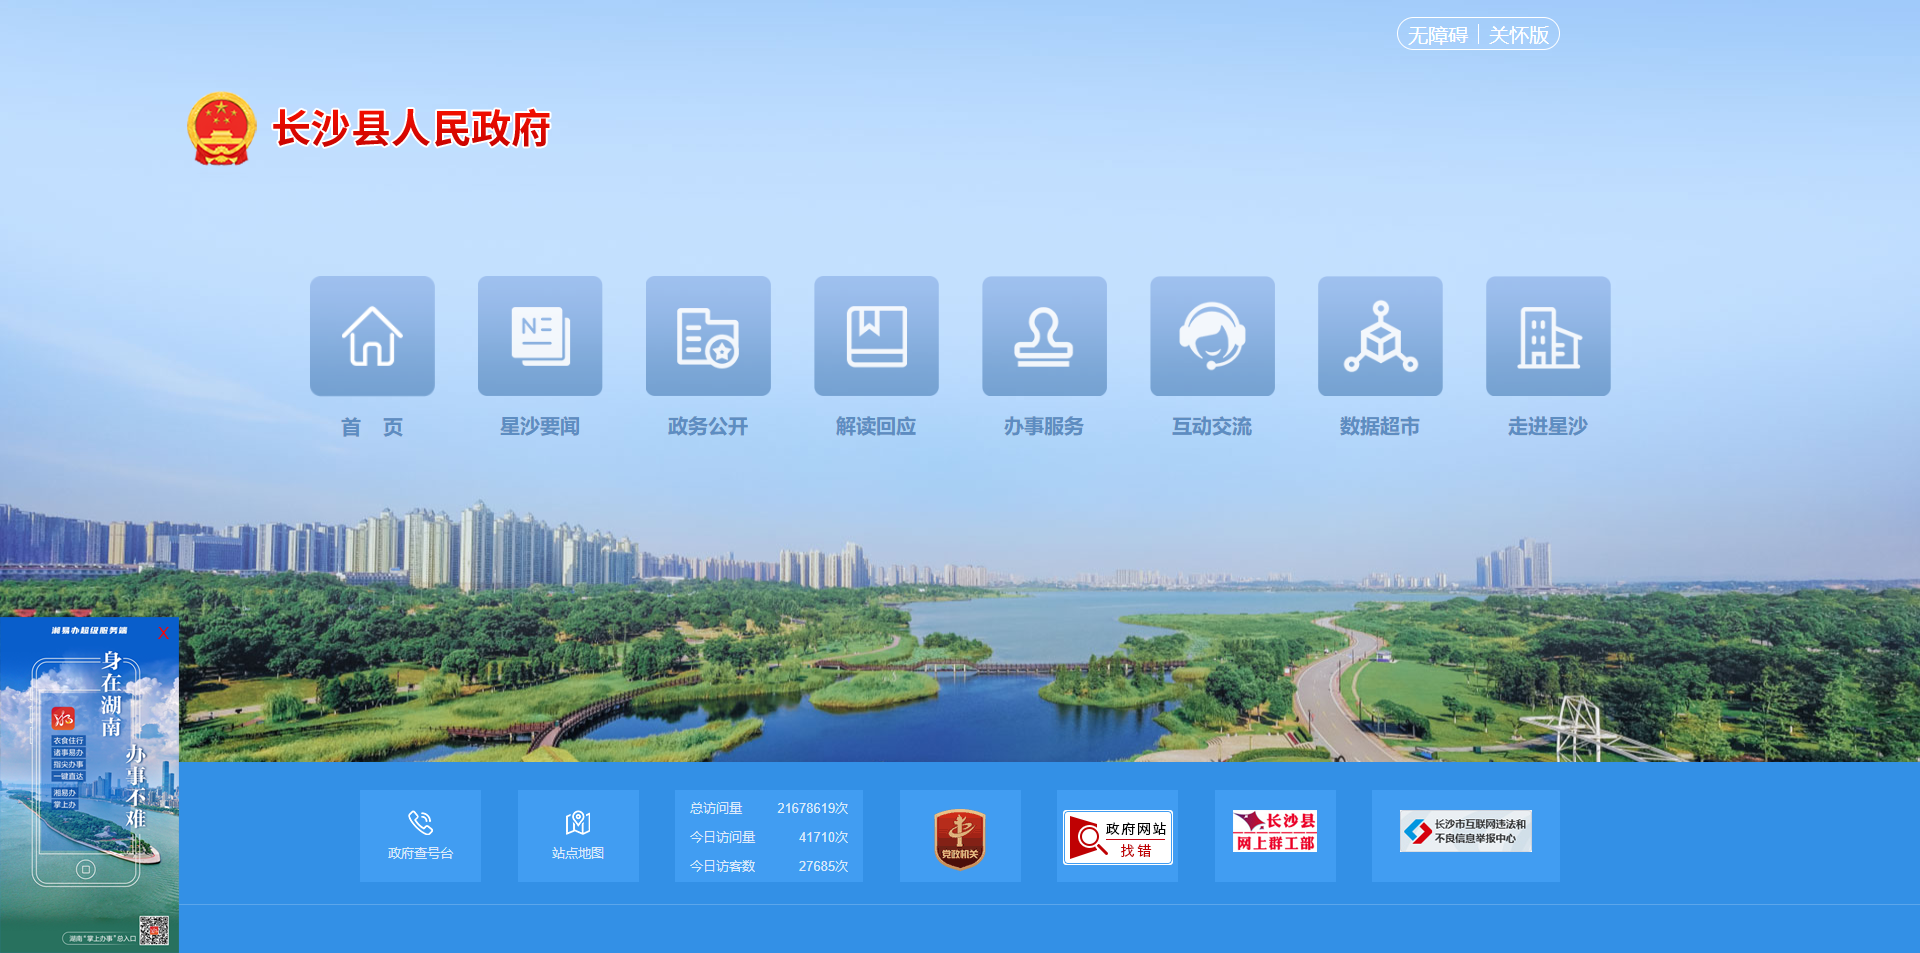 无障碍 关怀版
长沙县人民政府
首 页
星沙要闻
政务公开
解读回应
办事服务
互动交流
数据超市
走进星沙
湘易办超级服务端
X
身在湖南
办事不难
衣食住行
诸事易办
指尖办事
一键直达
湘易办
掌上办
湖南“掌上办事”总入口
政府查号台
站点地图
总访问量 21678619次
今日访问量 41710次
今日访客数 27685次
党政机关
政府网站
找错
长沙县
网上群工部
长沙市互联网违法和
不良信息举报中心